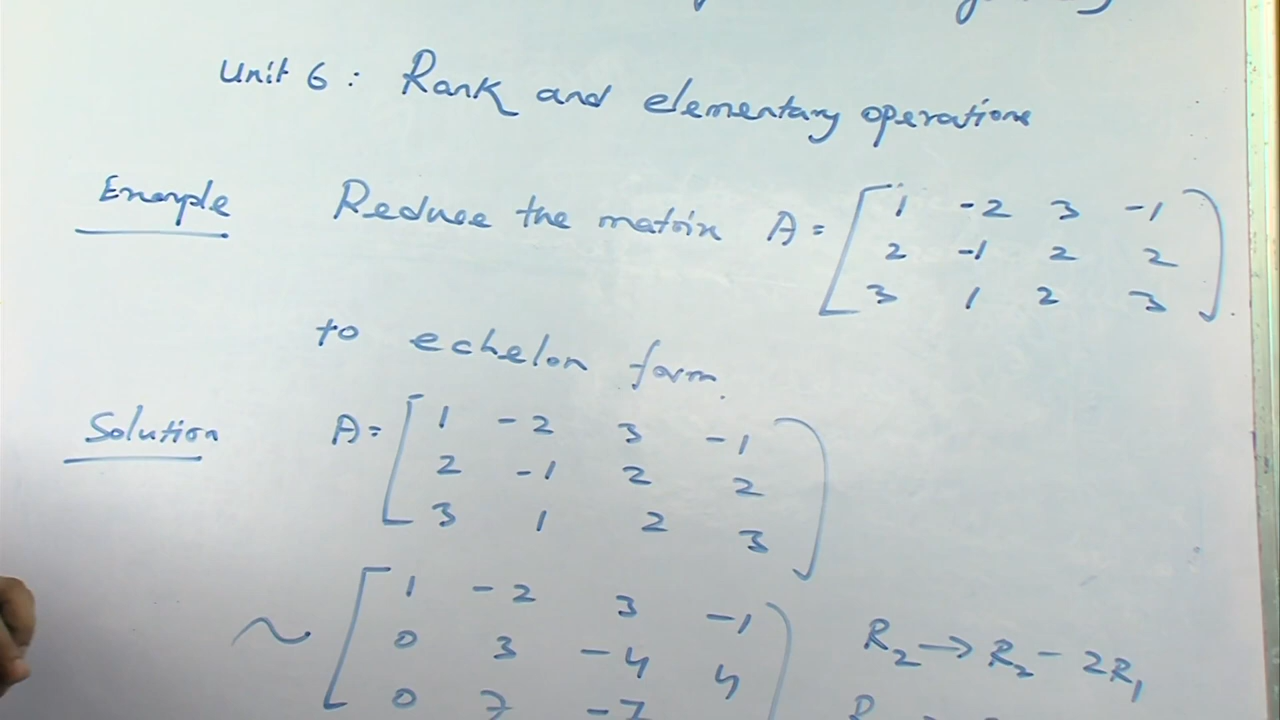 Unit 6: Rank and elementary operations
Example Reduce the matrix A = [ 1 -2 3 -1
2 -1 2 2
3 1 2 3 ]
to echelon form.
Solution A = [ 1 -2 3 -1
2 -1 2 2
3 1 2 3 ]
~ [ 1 -2 3 -1
0 3 -4 4 ] R₂ → R₂ - 2R₁
0 7 -7